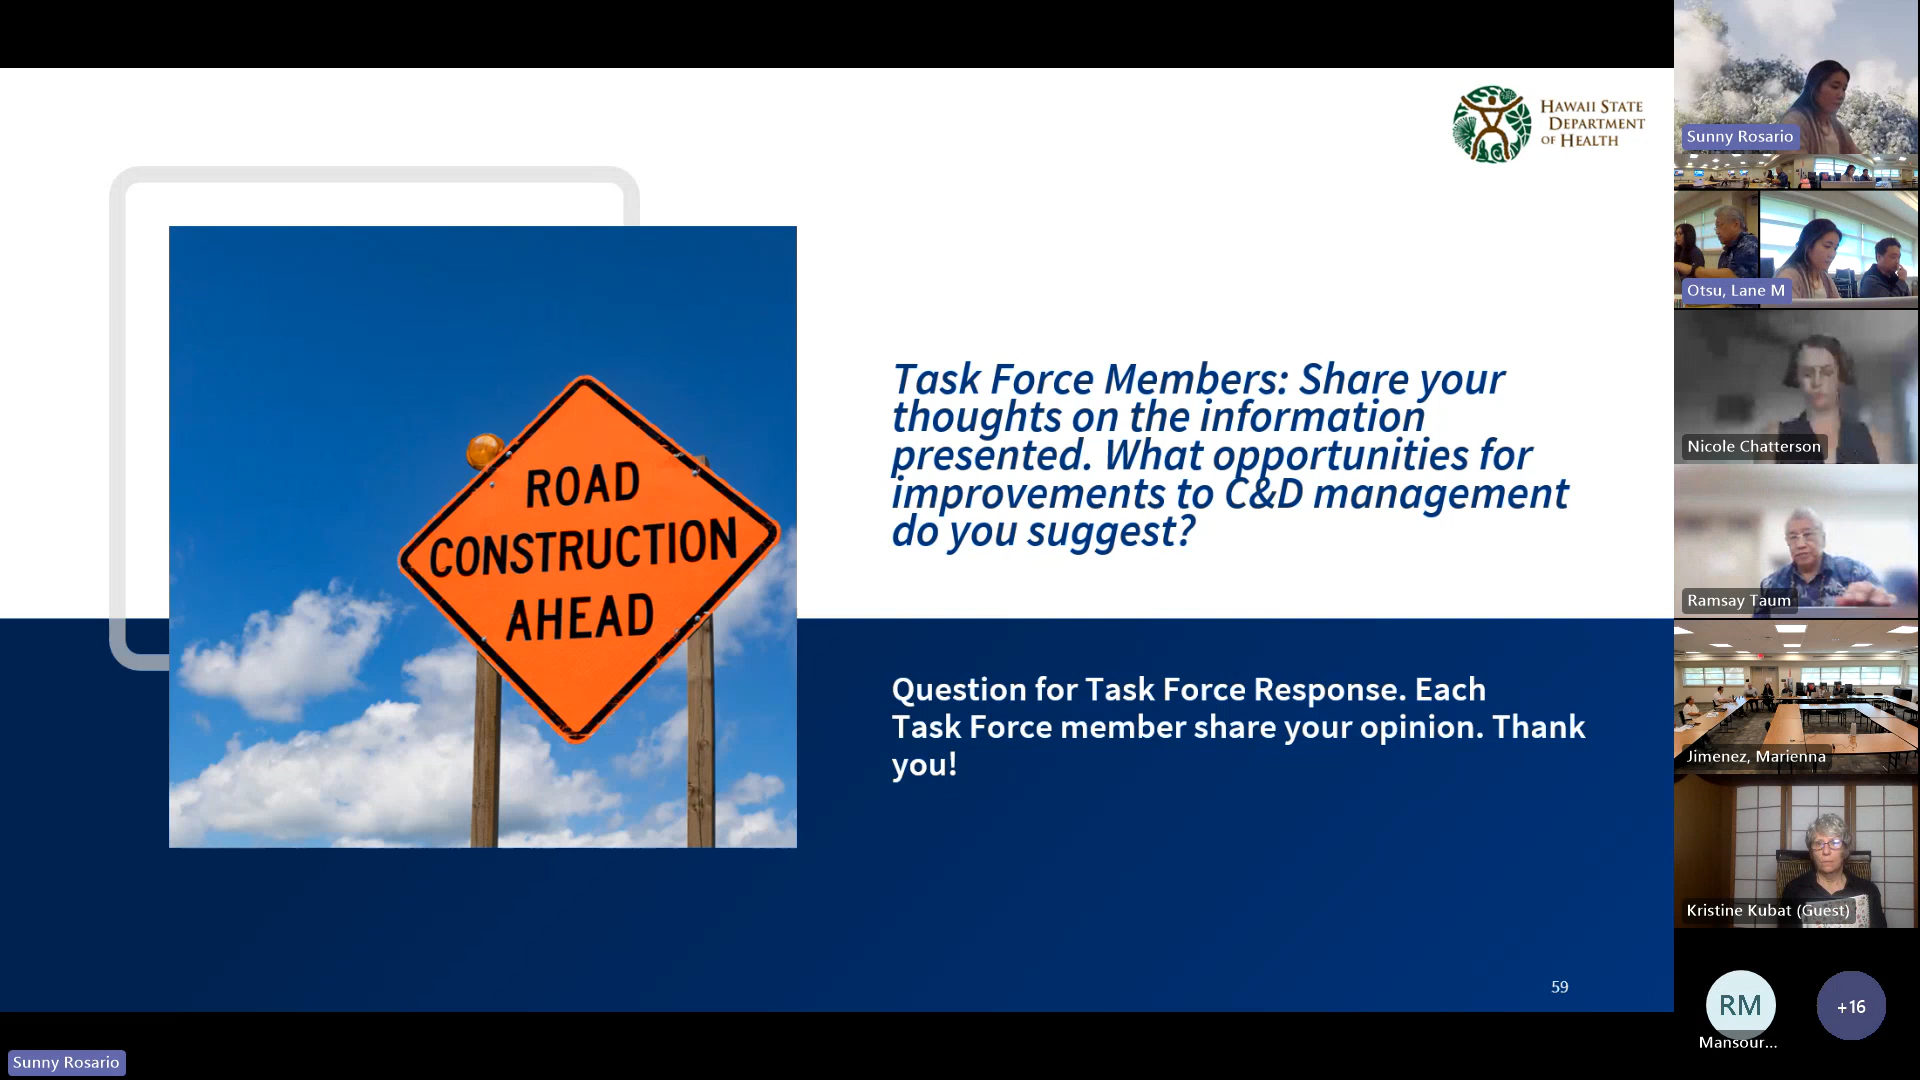 HAWAII STATE
DEPARTMENT
OF HEALTH
ROAD
CONSTRUCTION
AHEAD
Task Force Members: Share your
thoughts on the information
presented. What opportunities for
improvements to C&D management
do you suggest?
Question for Task Force Response. Each
Task Force member share your opinion. Thank
you!
59
Sunny Rosario
Sunny Rosario
Otsu, Lane M
Nicole Chatterson
Ramsay Taum
Jimenez, Marienna
Kristine Kubat (Guest)
RM
Mansour...
+16